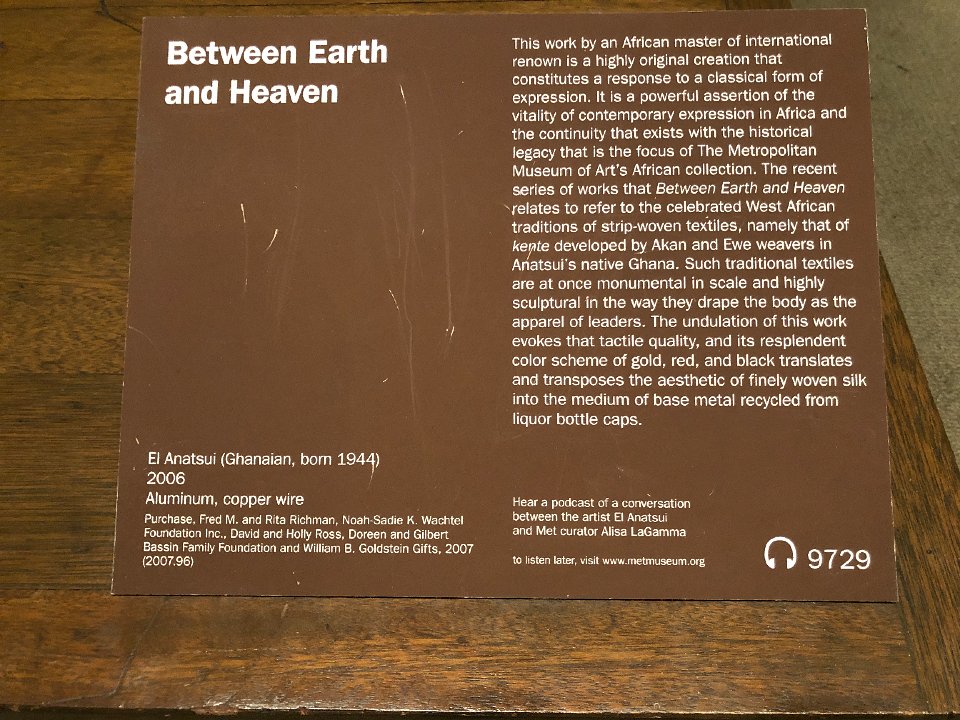 Between Earth
and Heaven
El Anatsui (Ghanaian, born 1944)
2006
Aluminum, copper wire
Purchase, Fred M. and Rita Richman, Noah-Sadie K. Wachtel
Foundation Inc., David and Holly Ross, Doreen and Gilbert
Bassin Family Foundation and William B. Goldstein Gifts, 2007
(2007.96)
This work by an African master of international
renown is a highly original creation that
constitutes a response to a classical form of
expression. It is a powerful assertion of the
vitality of contemporary expression in Africa and
the continuity that exists with the historical
legacy that is the focus of The Metropolitan
Museum of Art's African collection. The recent
series of works that Between Earth and Heaven
relates to refer to the celebrated West African
traditions of strip-woven textiles, namely that of
kente developed by Akan and Ewe weavers in
Anatsui's native Ghana. Such traditional textiles
are at once monumental in scale and highly
sculptural in the way they drape the body as the
apparel of leaders. The undulation of this work
evokes that tactile quality, and its resplendent
color scheme of gold, red, and black translates
and transposes the aesthetic of finely woven silk
into the medium of base metal recycled from
liquor bottle caps.
Hear a podcast of a conversation
between the artist El Anatsui
and Met curator Alisa LaGamma
to listen later, visit www.metmuseum.org
9729